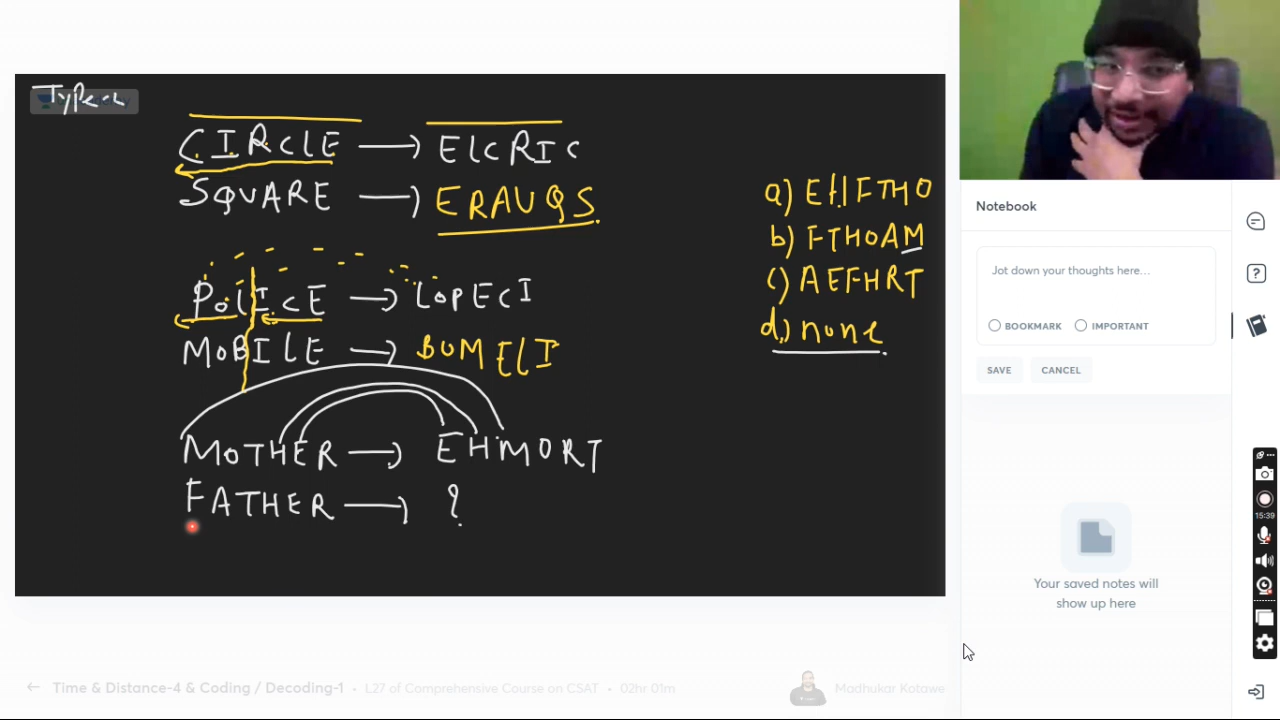 Type-2
CIRCLE → ElCRIC
SQUARE → ERAUQS.
POLICE → LOPECI
MOBILE → BOMELI
MOTHER → EHMORT
FATHER → ?
b) FTHOAM
c) AEFHRT
d.) none
Notebook
Jot down your thoughts here...
BOOKMARK IMPORTANT
SAVE CANCEL
Your saved notes will
show up here
15:39
← Time & Distance-4 & Coding / Decoding-1 • L27 of Comprehensive Course on CSAT • 02hr 01m
Madhukar Kotawe